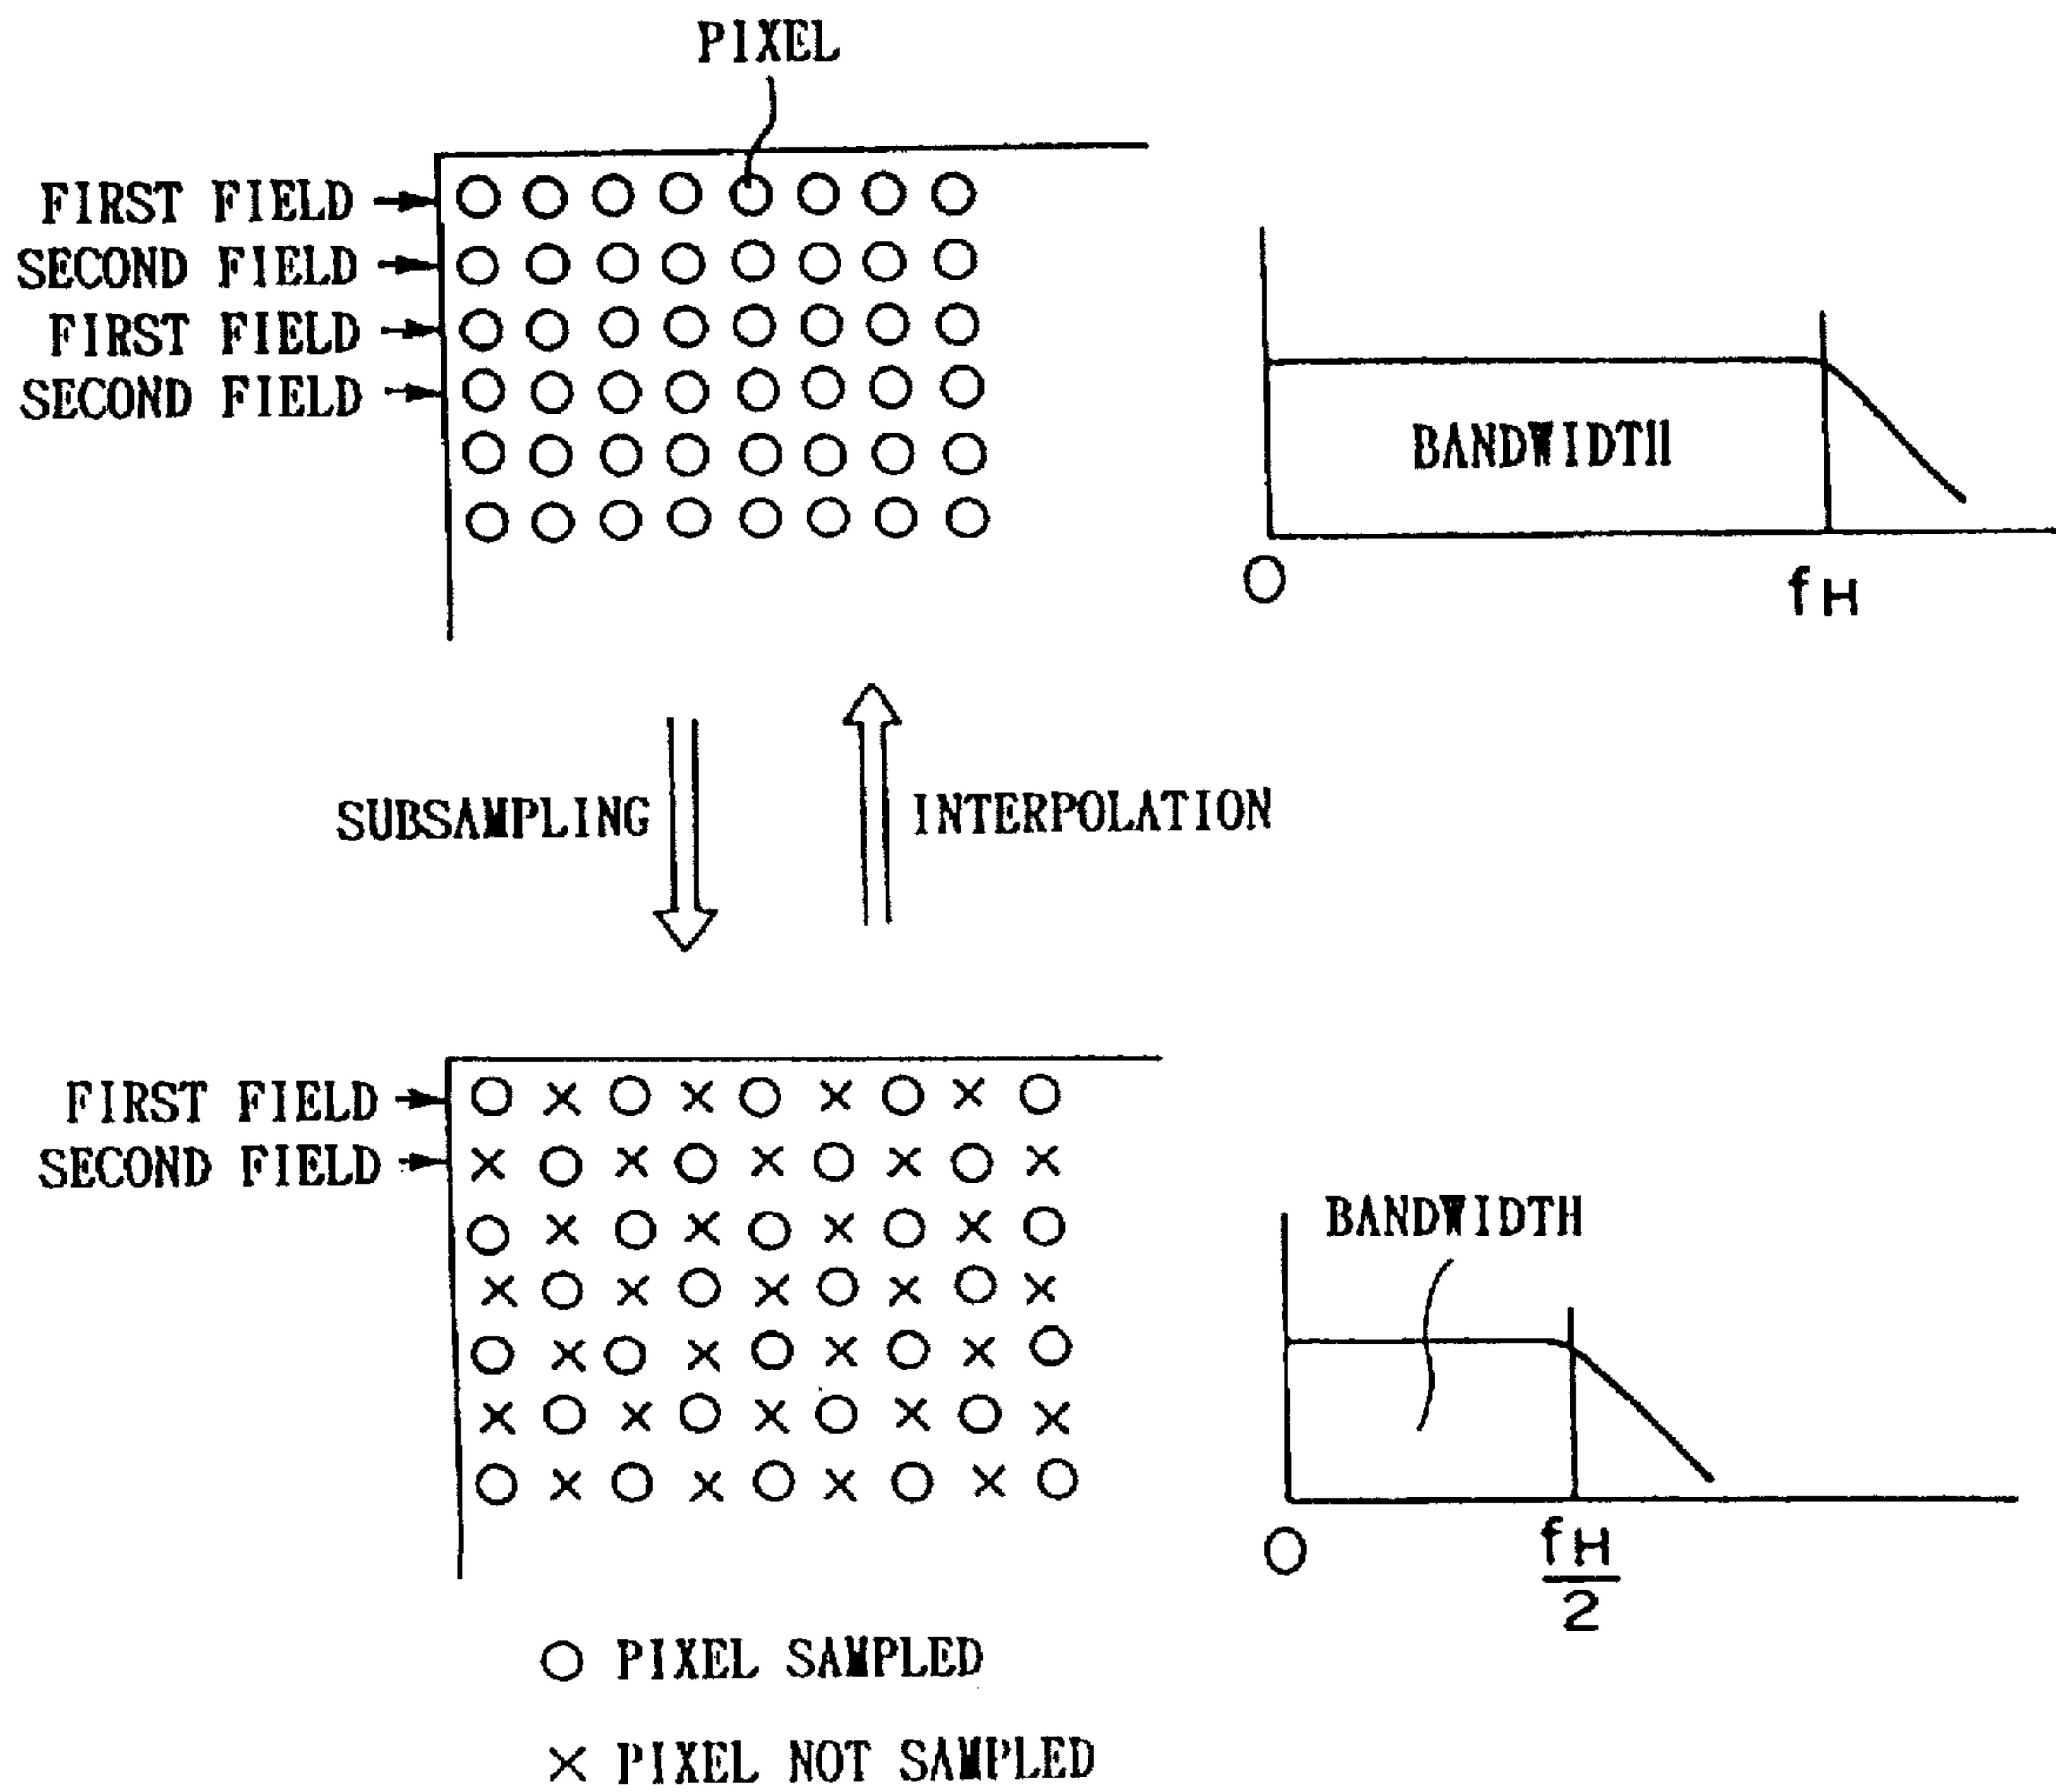 PIXEL
FIRST FIELD
SECOND FIELD
FIRST FIELD
SECOND FIELD
BANDWIDTH
O
fH
SUBSAMPLING
INTERPOLATION
FIRST FIELD
SECOND FIELD
BANDWIDTH
O
fH
2
PIXEL SAMPLED
PIXEL NOT SAMPLED